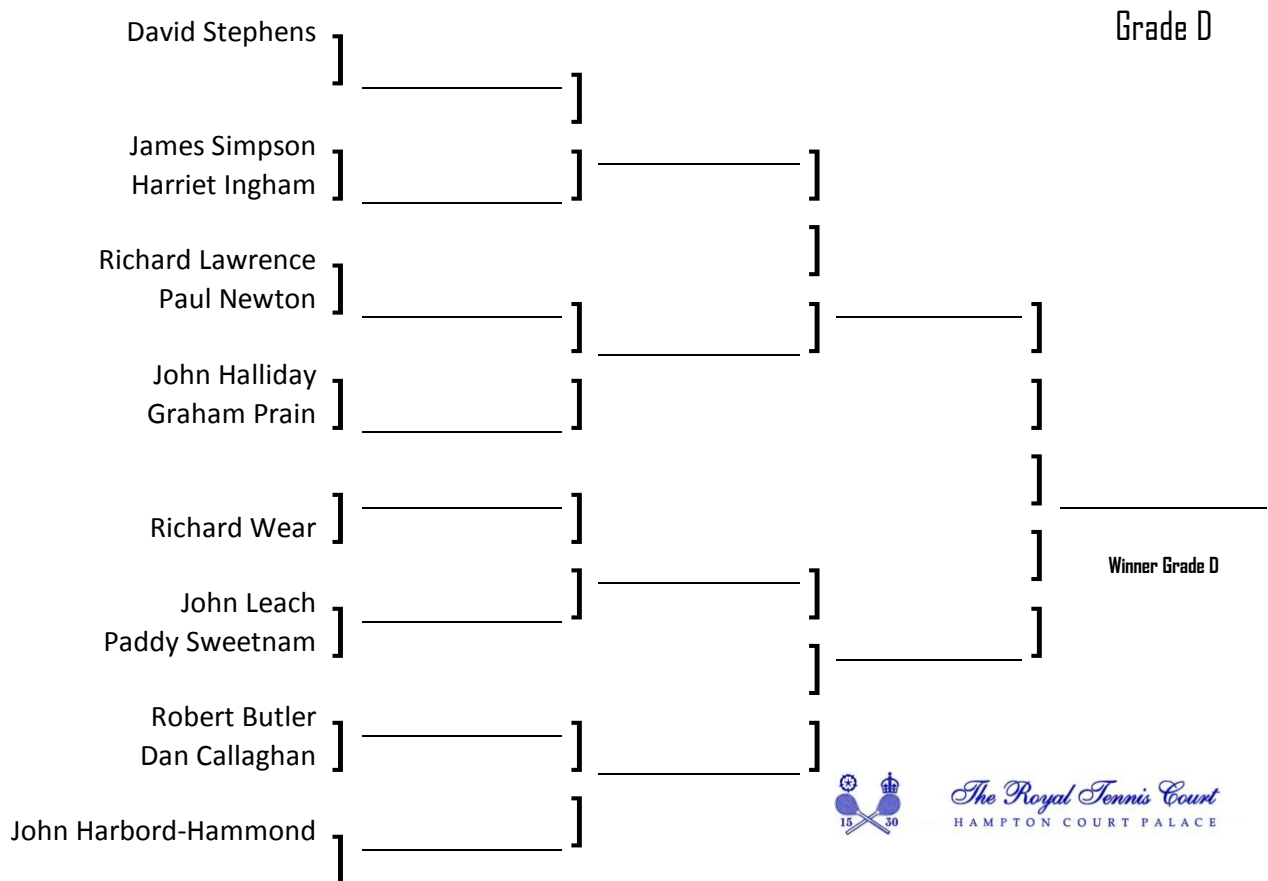 Grade D
David Stephens
James Simpson
Harriet Ingham
Richard Lawrence
Paul Newton
John Halliday
Graham Prain
Richard Wear
Winner Grade D
John Leach
Paddy Sweetnam
Robert Butler
Dan Callaghan
The Royal Tennis Court
HAMPTON COURT PALACE
15 30
John Harbord-Hammond